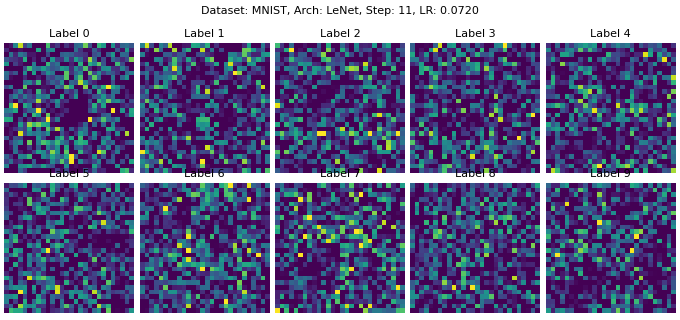 Dataset: MNIST, Arch: LeNet, Step: 11, LR: 0.0720
Label 0 Label 1 Label 2 Label 3 Label 4
Label 5 Label 6 Label 7 Label 8 Label 9